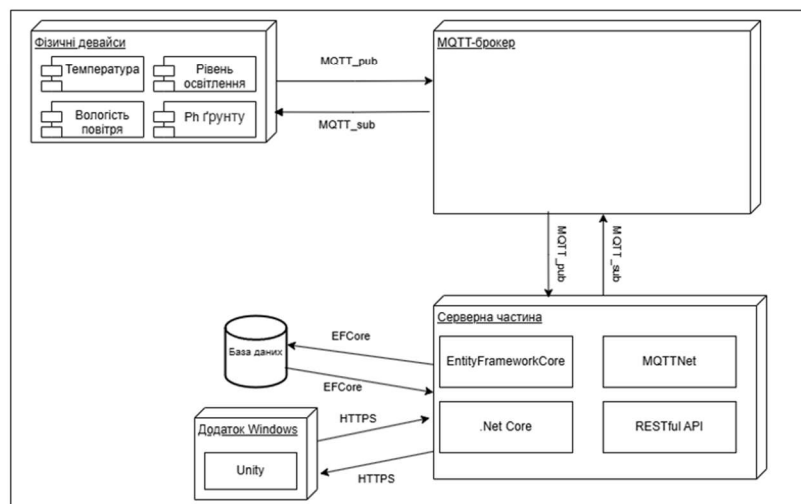 Фізичні девайси
Температура
Рівень
освітлення
Вологість
повітря
Ph ґрунту
MQTT_pub
MQTT_sub
MQTT-брокер
MQTT_pub
MQTT_sub
Серверна частина
EntityFrameworkCore
MQTTNet
.Net Core
RESTful API
База даних
EFCore
EFCore
Додаток Windows
Unity
HTTPS
HTTPS